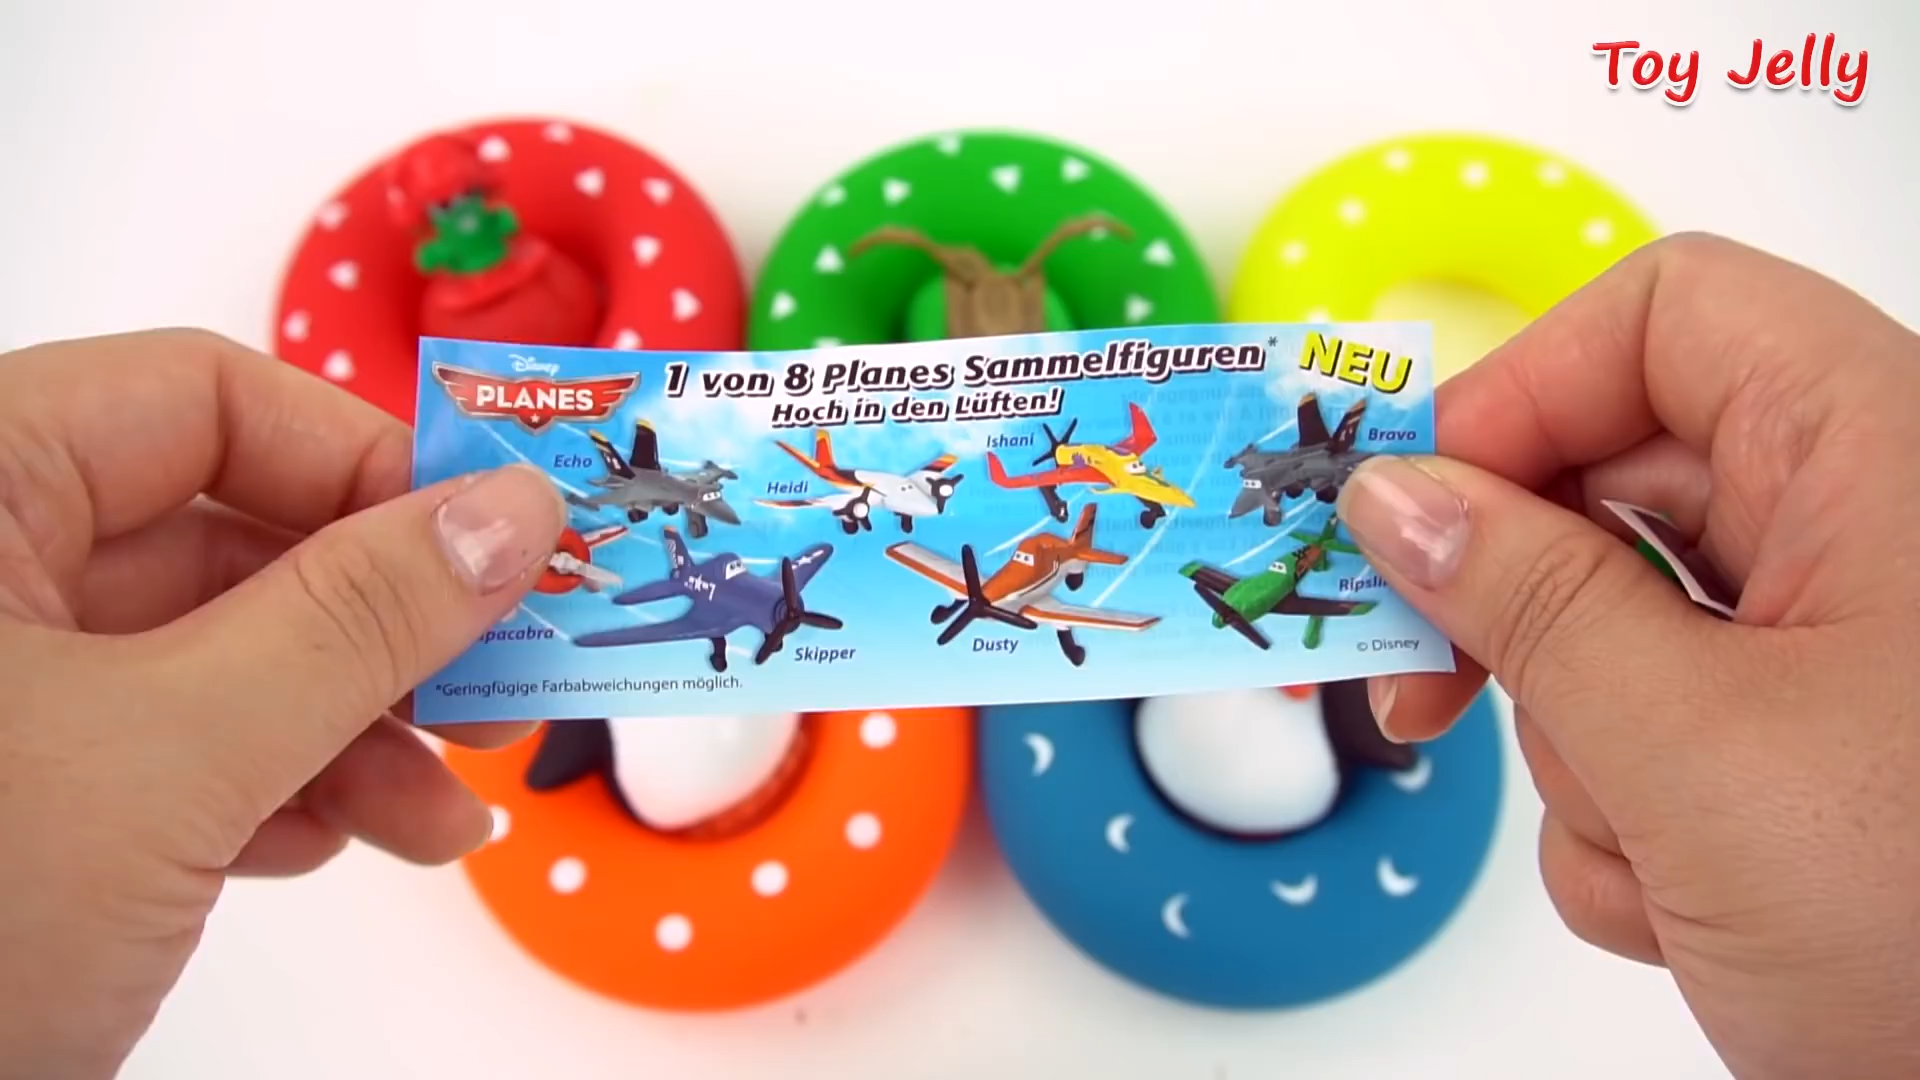 Toy Jelly
Disney
PLANES
1 von 8 Planes Sammelfiguren* NEU
Hoch in den Lüften!
Echo
Heidi
Ishani
Bravo
Skipper
Dusty
© Disney
*Geringfügige Farbabweichungen möglich.